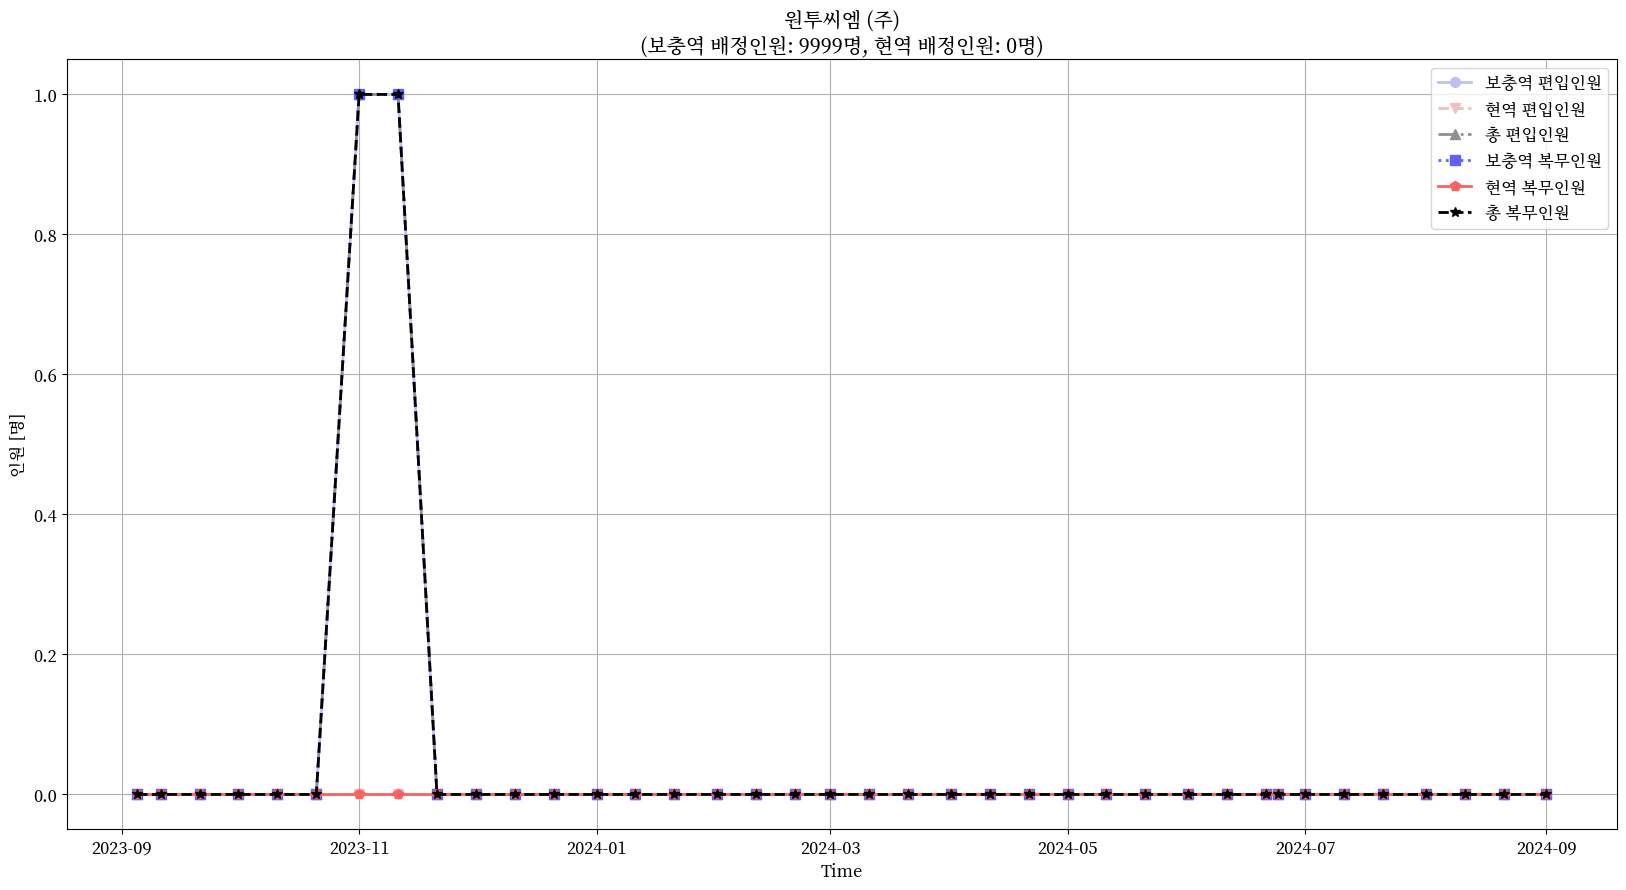 원투씨엠 (주)
(보충역 배정인원: 9999명, 현역 배정인원: 0명)
보충역 편입인원
현역 편입인원
총 편입인원
보충역 복무인원
현역 복무인원
총 복무인원
1.0
0.8
0.6
0.4
0.2
0.0
인원 [명]
2023-09 2023-11 2024-01 2024-03 2024-05 2024-07 2024-09
Time